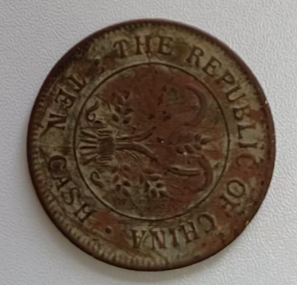 THE REPUBLIC OF CHINA
TEN CASH